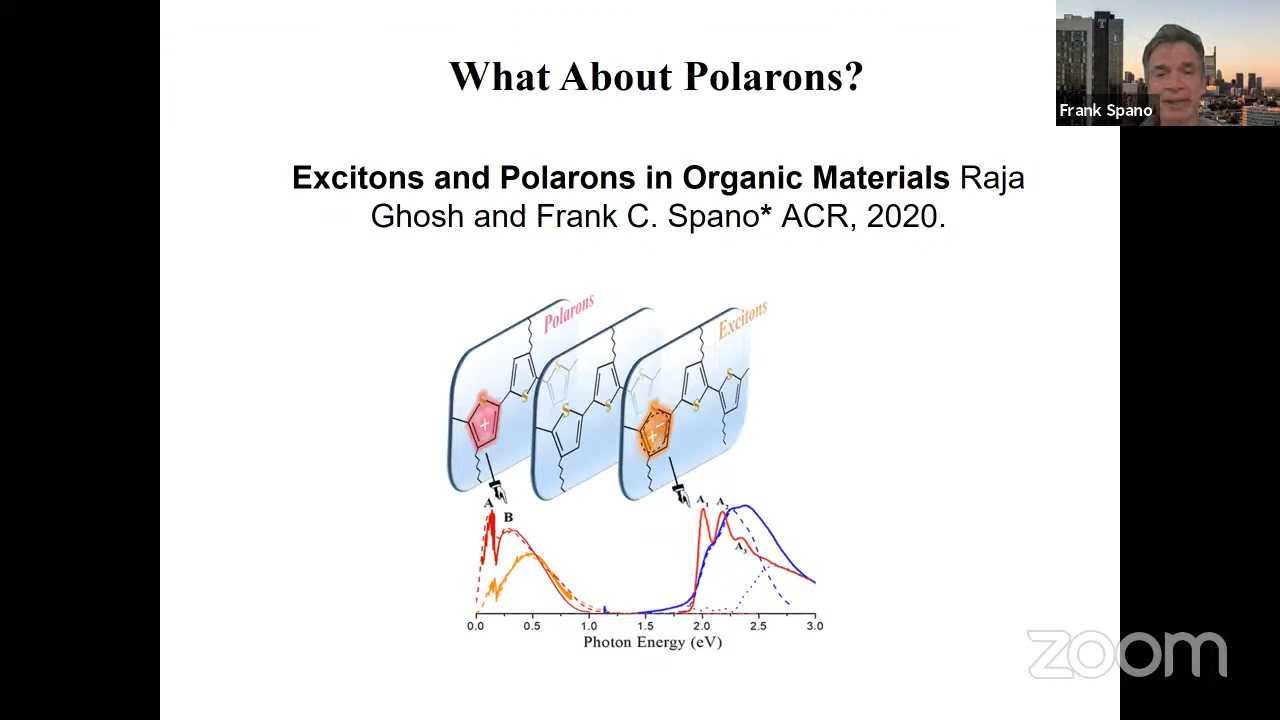 What About Polarons?
Frank Spano
Excitons and Polarons in Organic Materials Raja
Ghosh and Frank C. Spano* ACR, 2020.
Polarons
Excitons
S
S
S
S
S
S
S
+
+ −
A
B
A1
A2
A3
0.0 0.5 1.0 1.5 2.0 2.5 3.0
Photon Energy (eV)
zoom